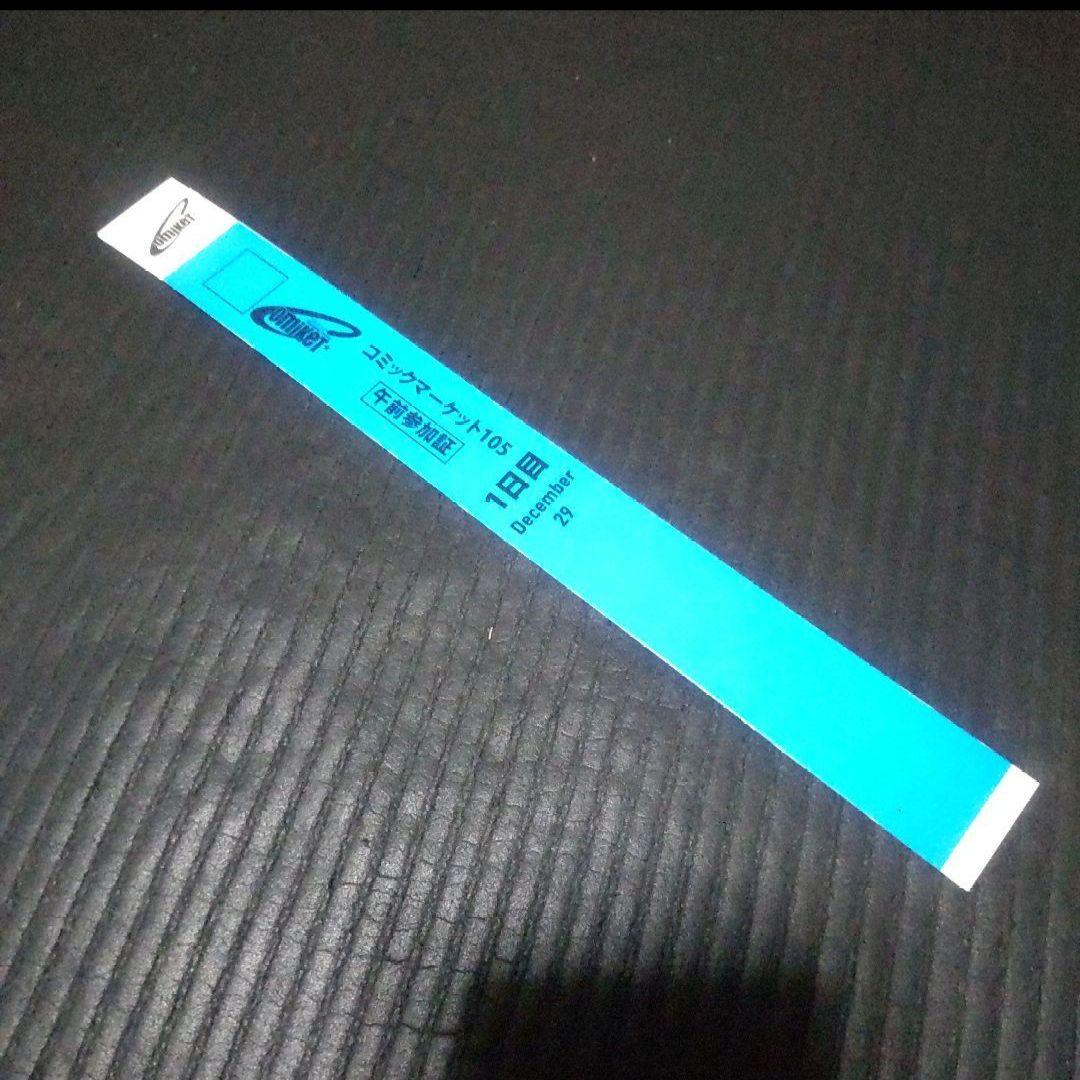 comiket
comiket
コミックマーケット105
午前参加証
1日目
December
29